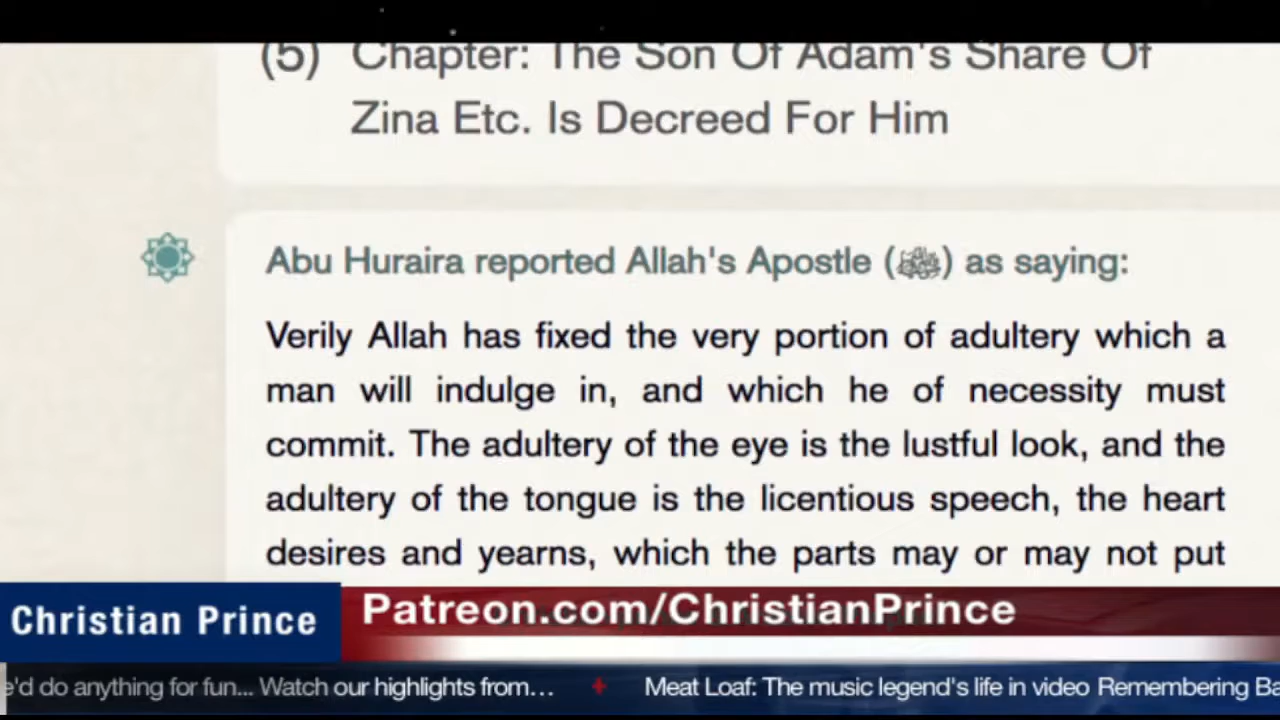 (5) Chapter: The Son Of Adam's Share Of
Zina Etc. Is Decreed For Him
Abu Huraira reported Allah's Apostle (ﷺ) as saying:
Verily Allah has fixed the very portion of adultery which a
man will indulge in, and which he of necessity must
commit. The adultery of the eye is the lustful look, and the
adultery of the tongue is the licentious speech, the heart
desires and yearns, which the parts may or may not put
Christian Prince
Patreon.com/ChristianPrince
e'd do anything for fun... Watch our highlights from... Meat Loaf: The music legend's life in video Remembering Ba